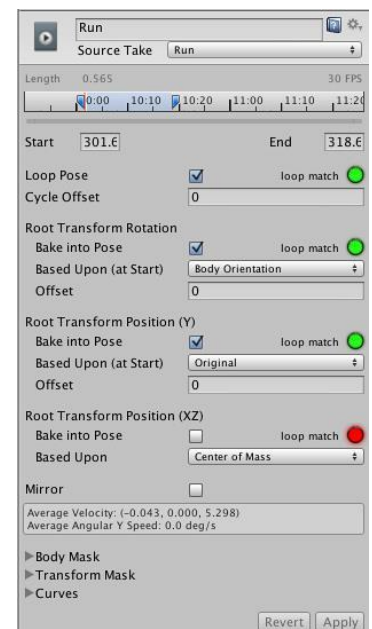 Run
Source Take Run
Length 0.565 30 FPS
0:00 10:10 10:20 11:00 11:10 11:20
Start 301.6 End 318.6
Loop Pose loop match
Cycle Offset 0
Root Transform Rotation
Bake into Pose loop match
Based Upon (at Start) Body Orientation
Offset 0
Root Transform Position (Y)
Bake into Pose loop match
Based Upon (at Start) Original
Offset 0
Root Transform Position (XZ)
Bake into Pose loop match
Based Upon Center of Mass
Mirror
Average Velocity: (-0.043, 0.000, 5.298)
Average Angular Y Speed: 0.0 deg/s
Body Mask
Transform Mask
Curves
Revert Apply